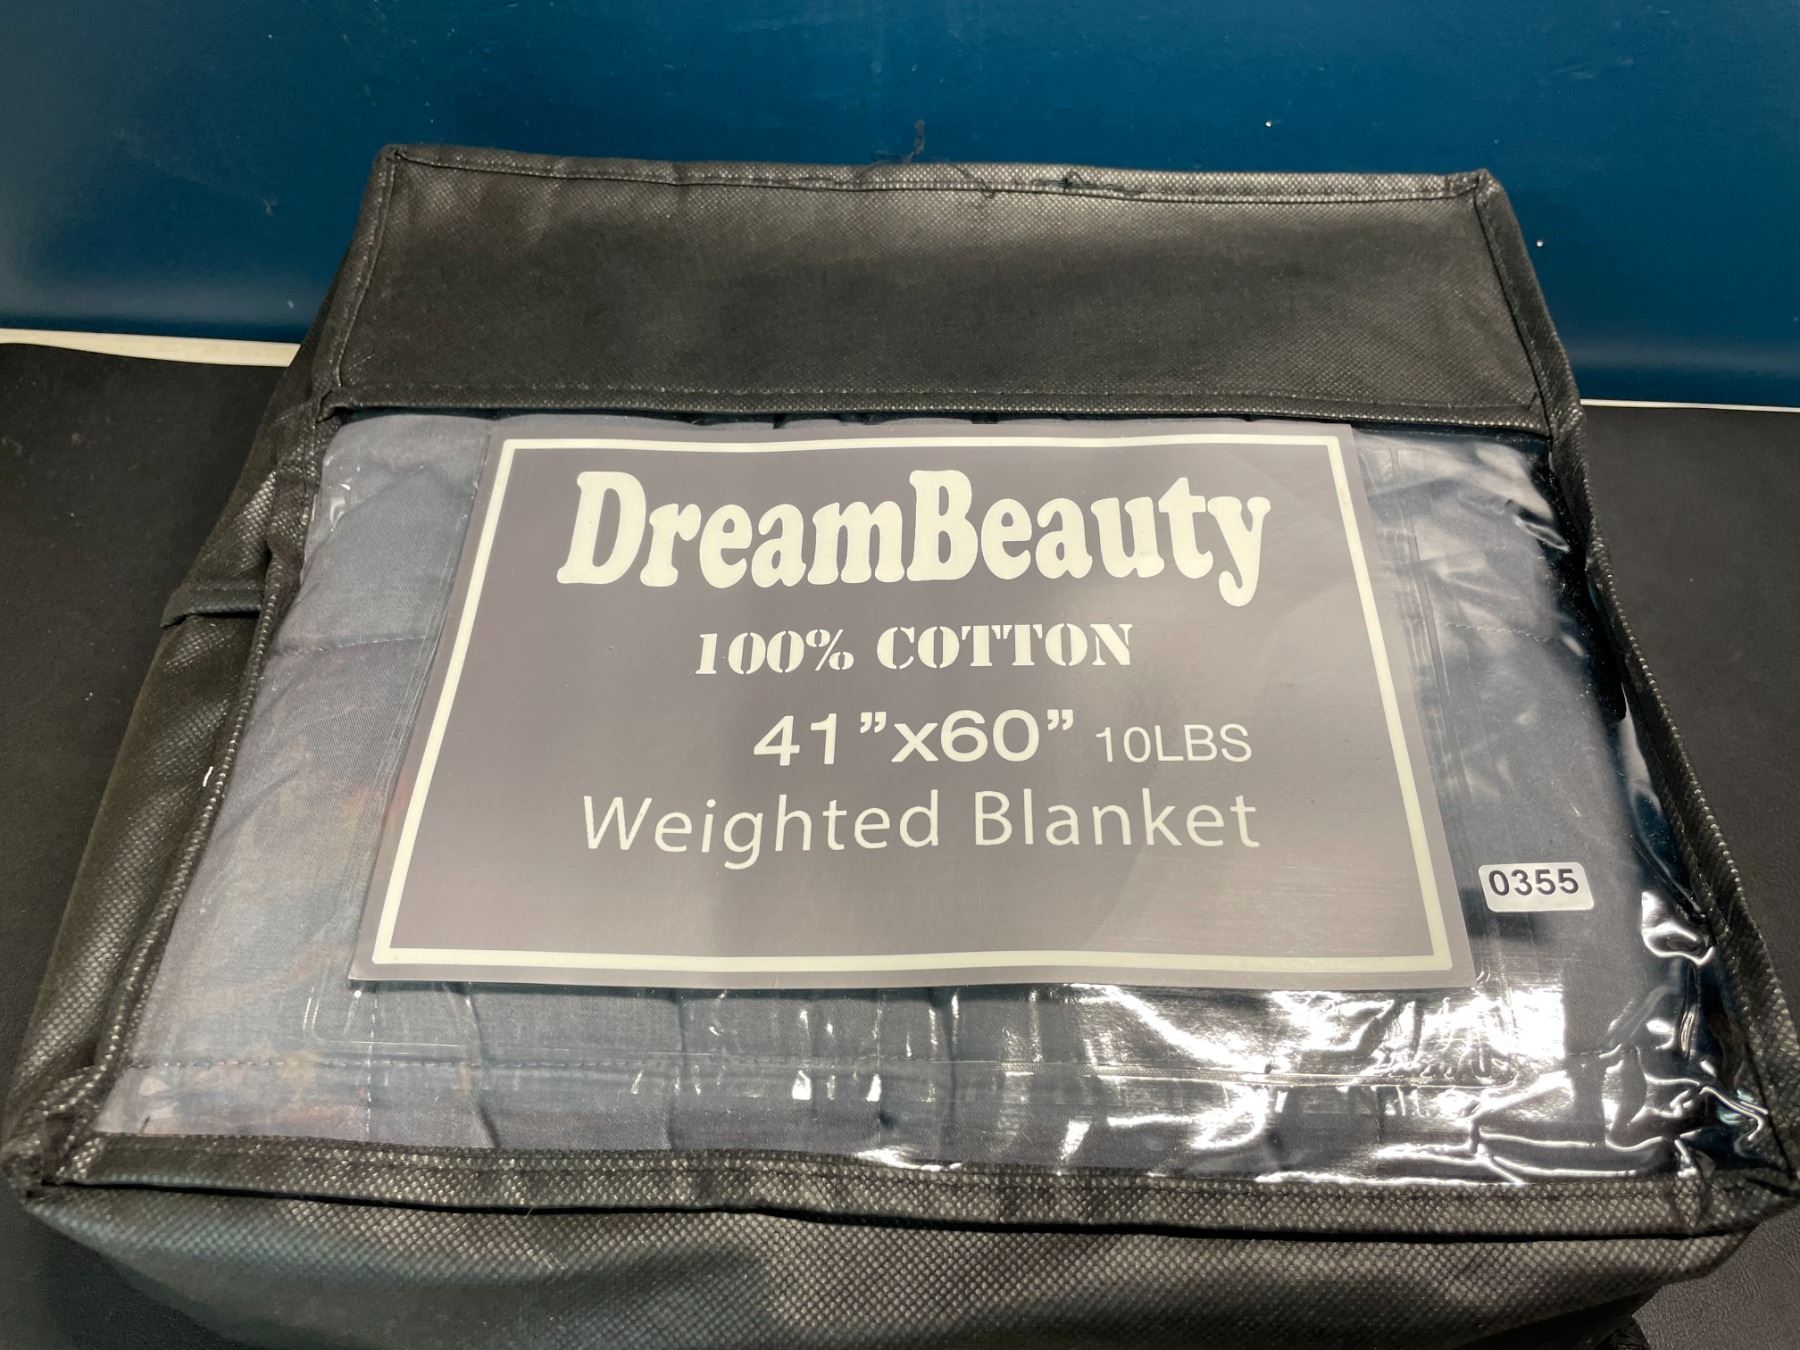 DreamBeauty
100% COTTON
41”x60” 10LBS
Weighted Blanket
0355